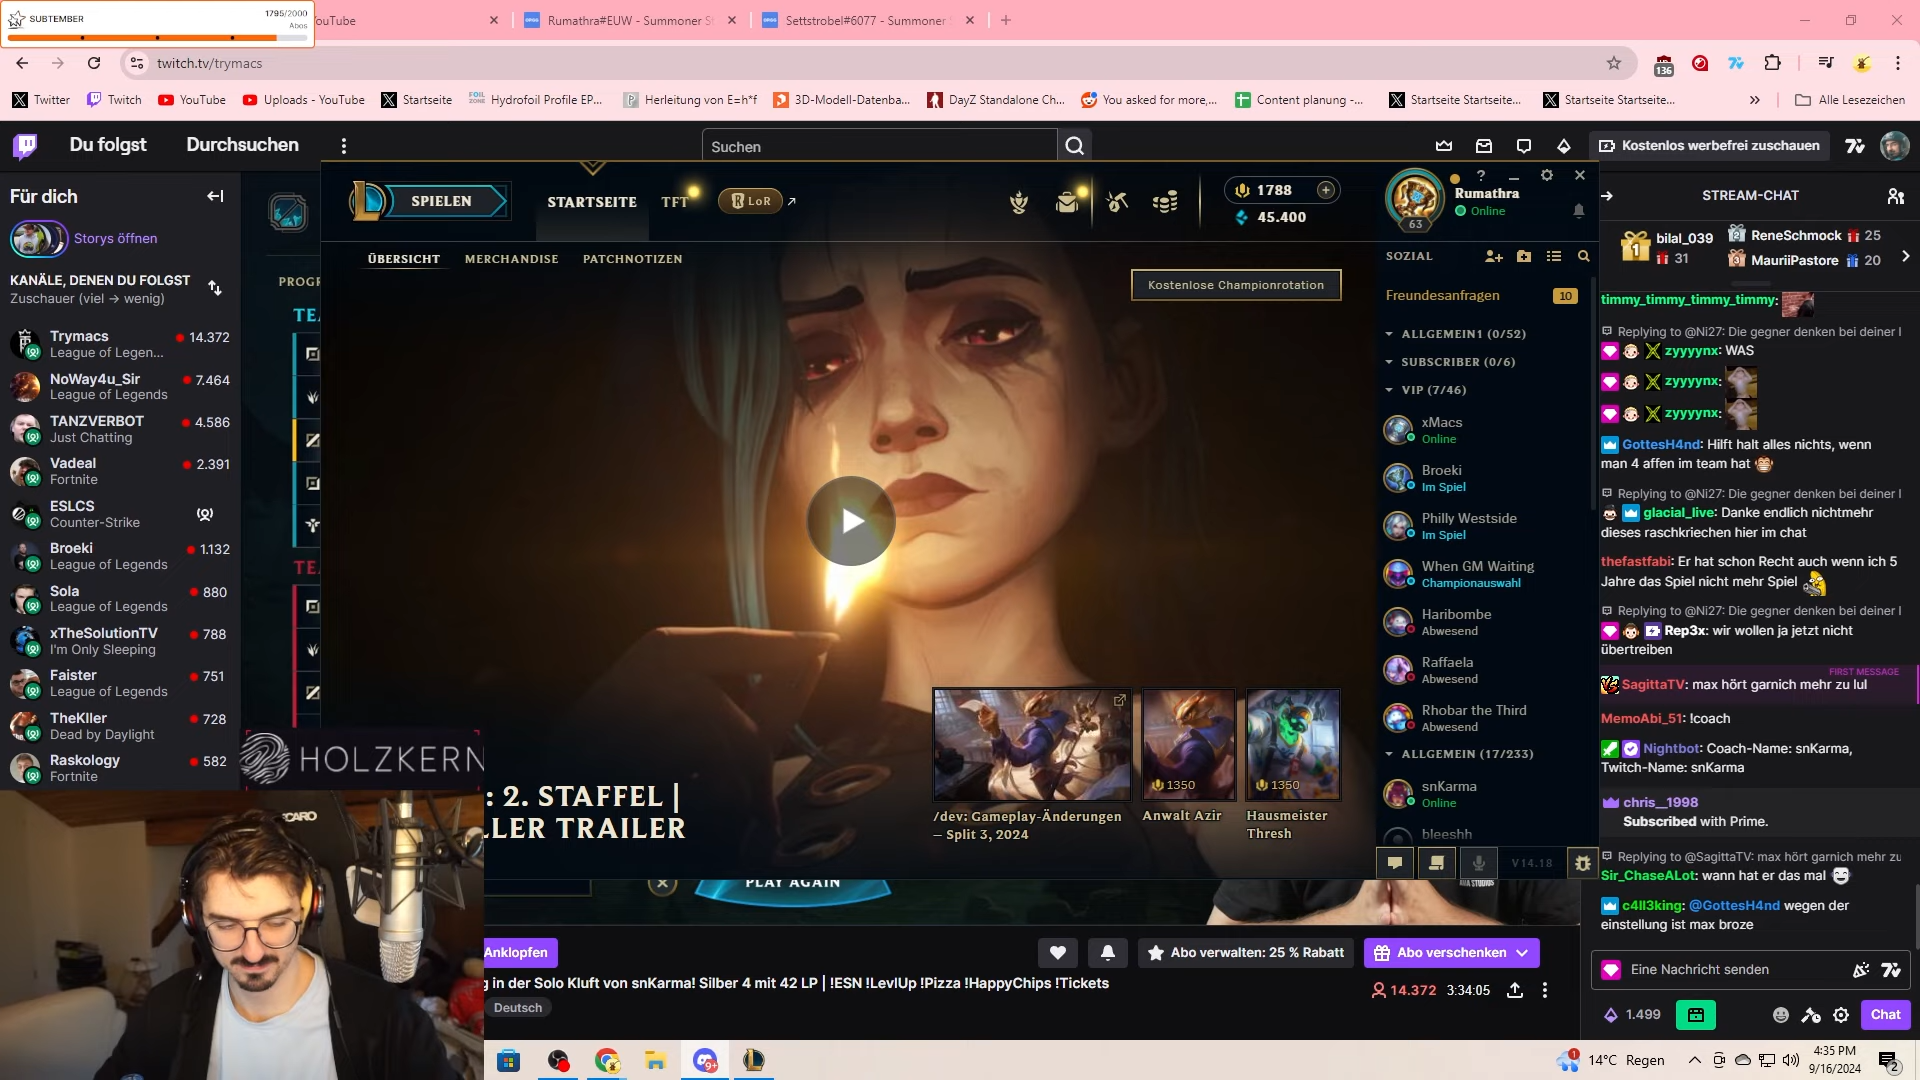 SUBTEMBER
1795/2000
Abos
YouTube
Rumathra#EUW - Summoner S
Settstrobel#6077 - Summoner
twitch.tv/trymacs
136
Twitter
Twitch
YouTube
Uploads - YouTube
Startseite
Hydrofoil Profile EP...
Herleitung von E=h*f
3D-Modell-Datenba...
DayZ Standalone Ch...
You asked for more,...
Content planung -...
Startseite Startseite...
Startseite Startseite...
Alle Lesezeichen
Du folgst
Durchsuchen
Suchen
Kostenlos werbefrei zuschauen
Für dich
Storys öffnen
KANÄLE, DENEN DU FOLGST
Zuschauer (viel → wenig)
Trymacs
14.372
League of Legen...
NoWay4u_Sir
7.464
League of Legends
TANZVERBOT
4.586
Just Chatting
Vadeal
2.391
Fortnite
ESLCS
Counter-Strike
Broeki
1.132
League of Legends
Sola
880
League of Legends
xTheSolutionTV
788
I'm Only Sleeping
Faister
751
League of Legends
TheKller
728
Dead by Daylight
Raskology
582
Fortnite
HOLZKERN
PROGR
TEA
TEA
SPIELEN
STARTSEITE
TFT
LoR
1788
45.400
Rumathra
Online
63
ÜBERSICHT
MERCHANDISE
PATCHNOTIZEN
Kostenlose Championrotation
SOZIAL
Freundesanfragen
10
ALLGEMEIN1 (0/52)
SUBSCRIBER (0/6)
VIP (7/46)
xMacs
Online
Broeki
Im Spiel
Philly Westside
Im Spiel
When GM Waiting
Championauswahl
Haribombe
Abwesend
Raffaela
Abwesend
Rhobar the Third
Abwesend
ALLGEMEIN (17/233)
snKarma
Online
bleeshh
V14.18
: 2. STAFFEL |
LLER TRAILER
/dev: Gameplay-Änderungen
— Split 3, 2024
1350
Anwalt Azir
1350
Hausmeister
Thresh
PLAY AGAIN
Anklopfen
Abo verwalten: 25 % Rabatt
Abo verschenken
g in der Solo Kluft von snKarma! Silber 4 mit 42 LP | !ESN !LevlUp !Pizza !HappyChips !Tickets
Deutsch
14.372
3:34:05
STREAM-CHAT
1
bilal_039
31
ReneSchmock
25
MauriiPastore
20
timmy_timmy_timmy_timmy:
Replying to @Ni27: Die gegner denken bei deiner l
zyyyynx: WAS
zyyyynx:
zyyyynx:
GottesH4nd: Hilft halt alles nichts, wenn
man 4 affen im team hat
Replying to @Ni27: Die gegner denken bei deiner l
glacial_live: Danke endlich nichtmehr
dieses raschkriechen hier im chat
thefastfabi: Er hat schon Recht auch wenn ich 5
Jahre das Spiel nicht mehr Spiel
Replying to @Ni27: Die gegner denken bei deiner l
Rep3x: wir wollen ja jetzt nicht
übertreiben
FIRST MESSAGE
SagittaTV: max hört garnich mehr zu lul
MemoAbi_51: !coach
Nightbot: Coach-Name: snKarma,
Twitch-Name: snKarma
chris__1998
Subscribed with Prime.
Replying to @SagittaTV: max hört garnich mehr zu
Sir_ChaseALot: wann hat er das mal
c4ll3king: @GottesH4nd wegen der
einstellung ist max broze
Eine Nachricht senden
1.499
Chat
9+
1
14°C Regen
4:35 PM
9/16/2024
2